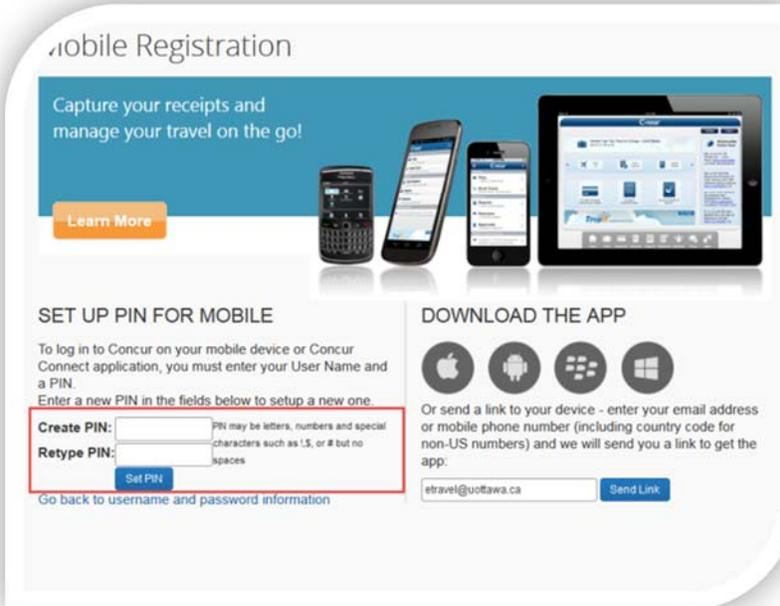 Mobile Registration
Capture your receipts and
manage your travel on the go!
Learn More
SET UP PIN FOR MOBILE
To log in to Concur on your mobile device or Concur
Connect application, you must enter your User Name and
a PIN.
Enter a new PIN in the fields below to setup a new one.
Create PIN:
PIN may be letters, numbers and special
characters such as !,$, or # but no
spaces
Retype PIN:
Set PIN
Go back to username and password information
DOWNLOAD THE APP
Or send a link to your device - enter your email address
or mobile phone number (including country code for
non-US numbers) and we will send you a link to get the
app:
etravel@uottawa.ca
Send Link